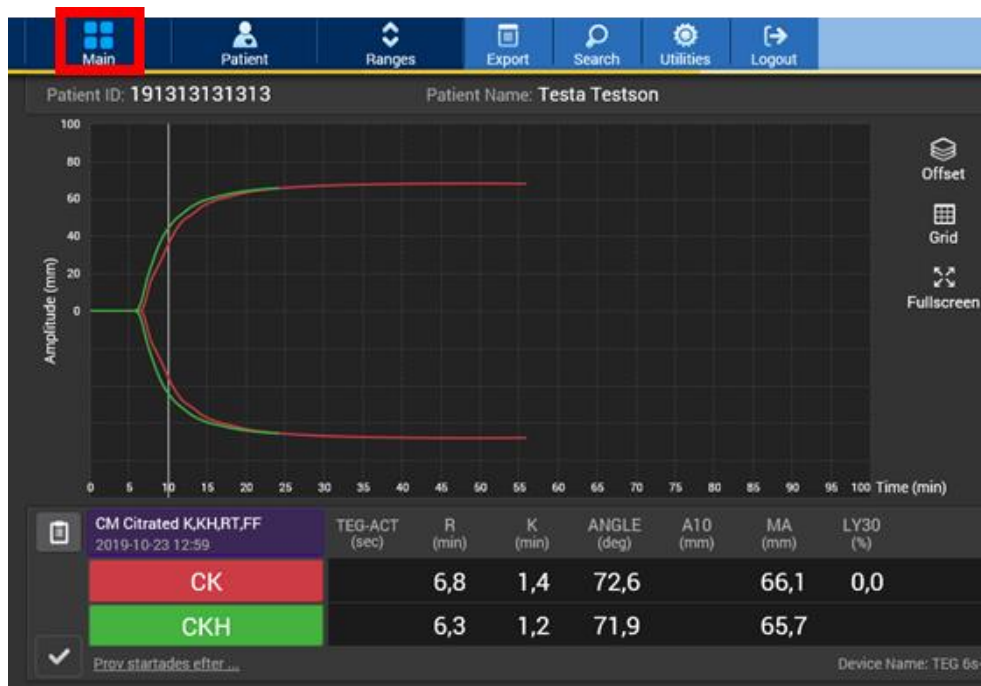 Main Patient Ranges Export Search Utilities Logout
Patient ID: 191313131313 Patient Name: Testa Testson
100
80
60
40
20
0
Amplitude (mm)
Offset
Grid
Fullscreen
0 5 10 15 20 25 30 35 40 45 50 55 60 65 70 75 80 85 90 95 100 Time (min)
CM Citrated K,KH,RT,FF TEG-ACT R K ANGLE A10 MA LY30
2019-10-23 12:59 (sec) (min) (min) (deg) (mm) (mm) (%)
CK 6,8 1,4 72,6 66,1 0,0
CKH 6,3 1,2 71,9 65,7
Prov startades efter ... Device Name: TEG 6s-